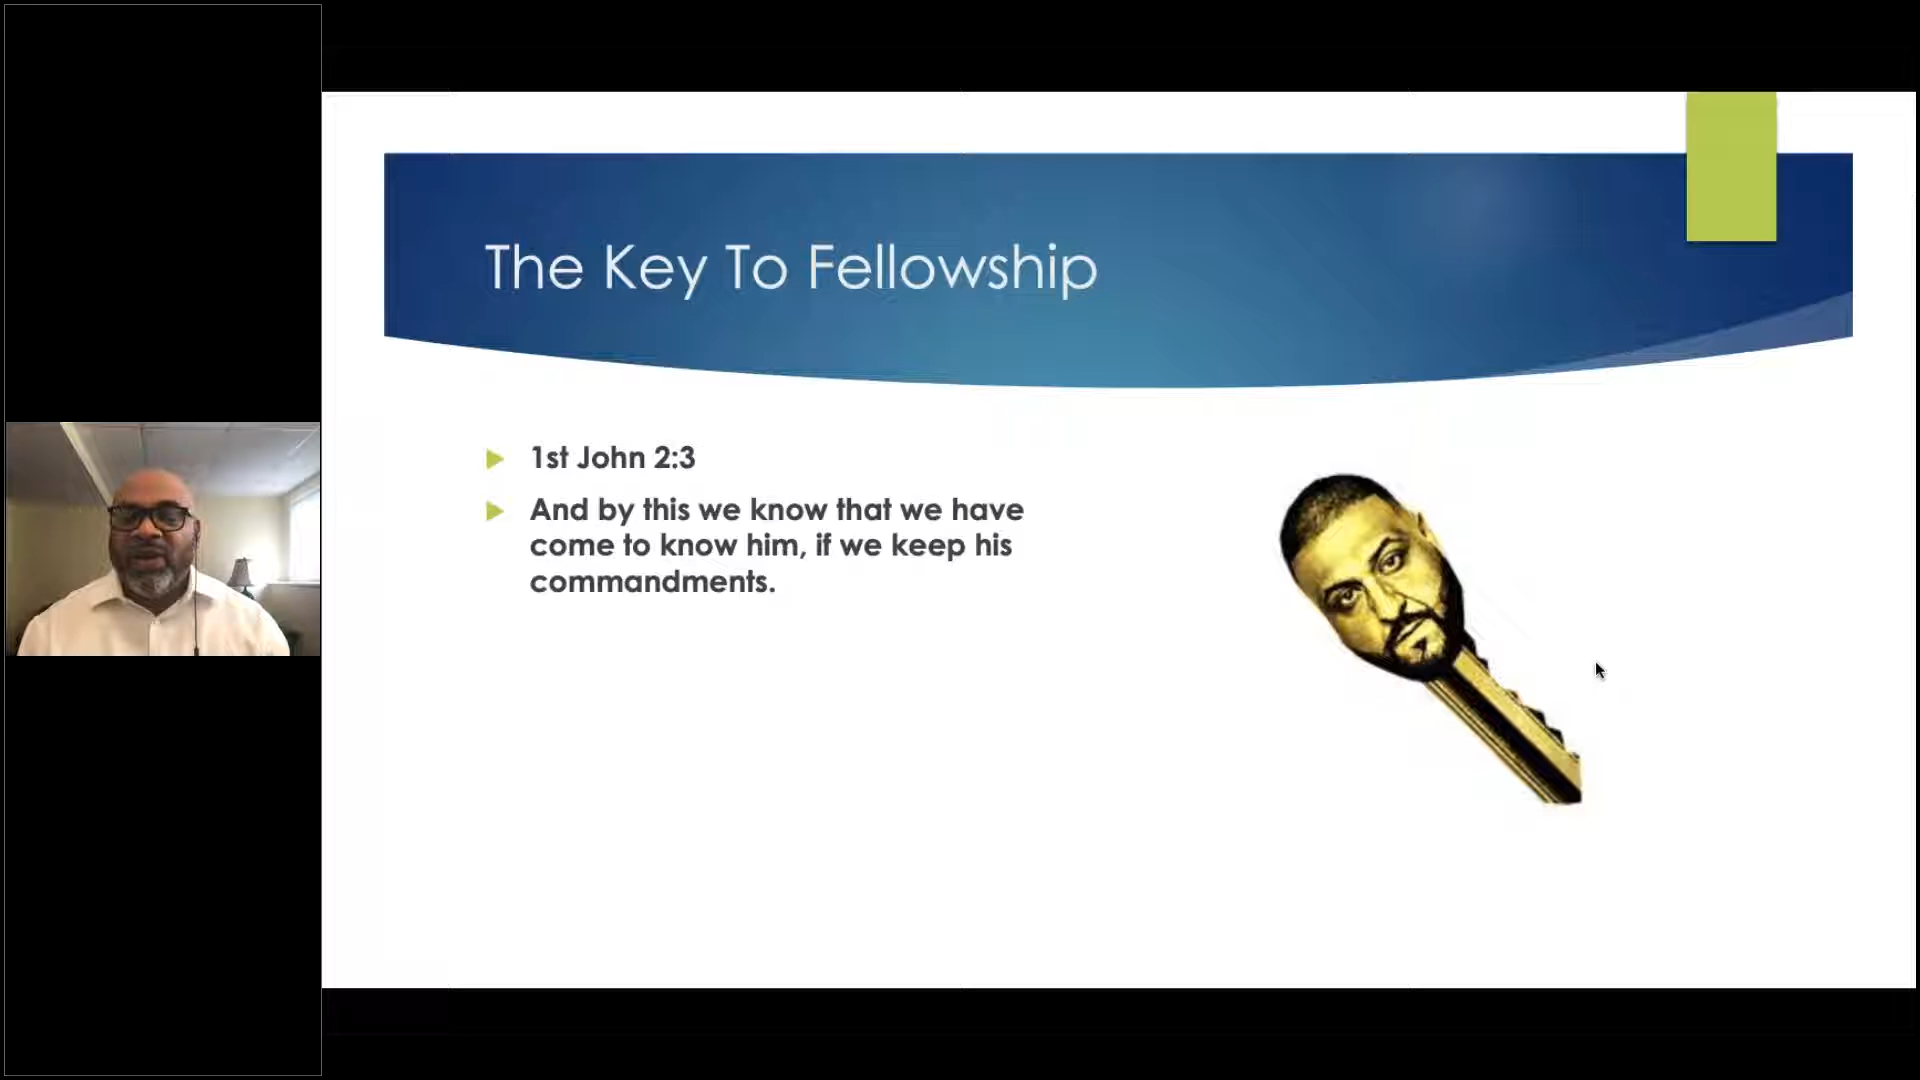 The Key To Fellowship
1st John 2:3
And by this we know that we have
come to know him, if we keep his
commandments.